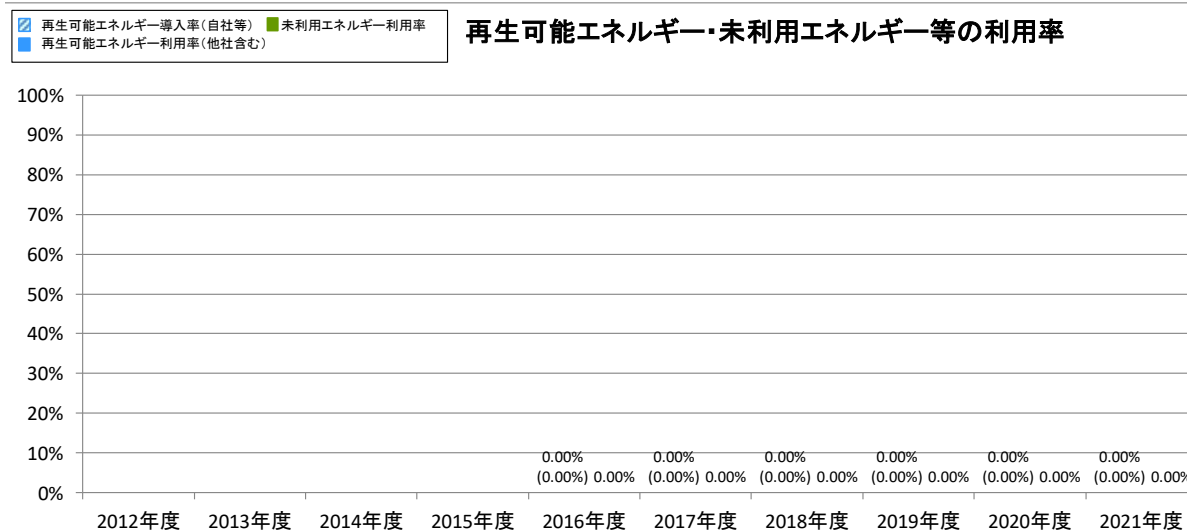 再生可能エネルギー導入率(自社等) 未利用エネルギー利用率
再生可能エネルギー利用率(他社含む)
再生可能エネルギー・未利用エネルギー等の利用率
100%
90%
80%
70%
60%
50%
40%
30%
20%
10%
0%
0.00% 0.00% 0.00% 0.00% 0.00% 0.00%
(0.00%) 0.00% (0.00%) 0.00% (0.00%) 0.00% (0.00%) 0.00% (0.00%) 0.00% (0.00%) 0.00%
2012年度 2013年度 2014年度 2015年度 2016年度 2017年度 2018年度 2019年度 2020年度 2021年度